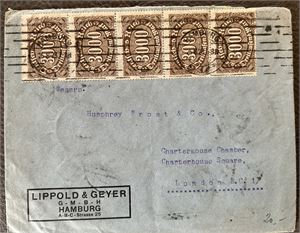 3000 3000 3000 3000 3000
Messrs.
Humphrey Frost & Co.,
Charterhouse Chamber,
Charterhouse Square,
London
LIPPOLD & GEYER
G-M-B-H
HAMBURG
A-B-C-Strasse 25
20.-